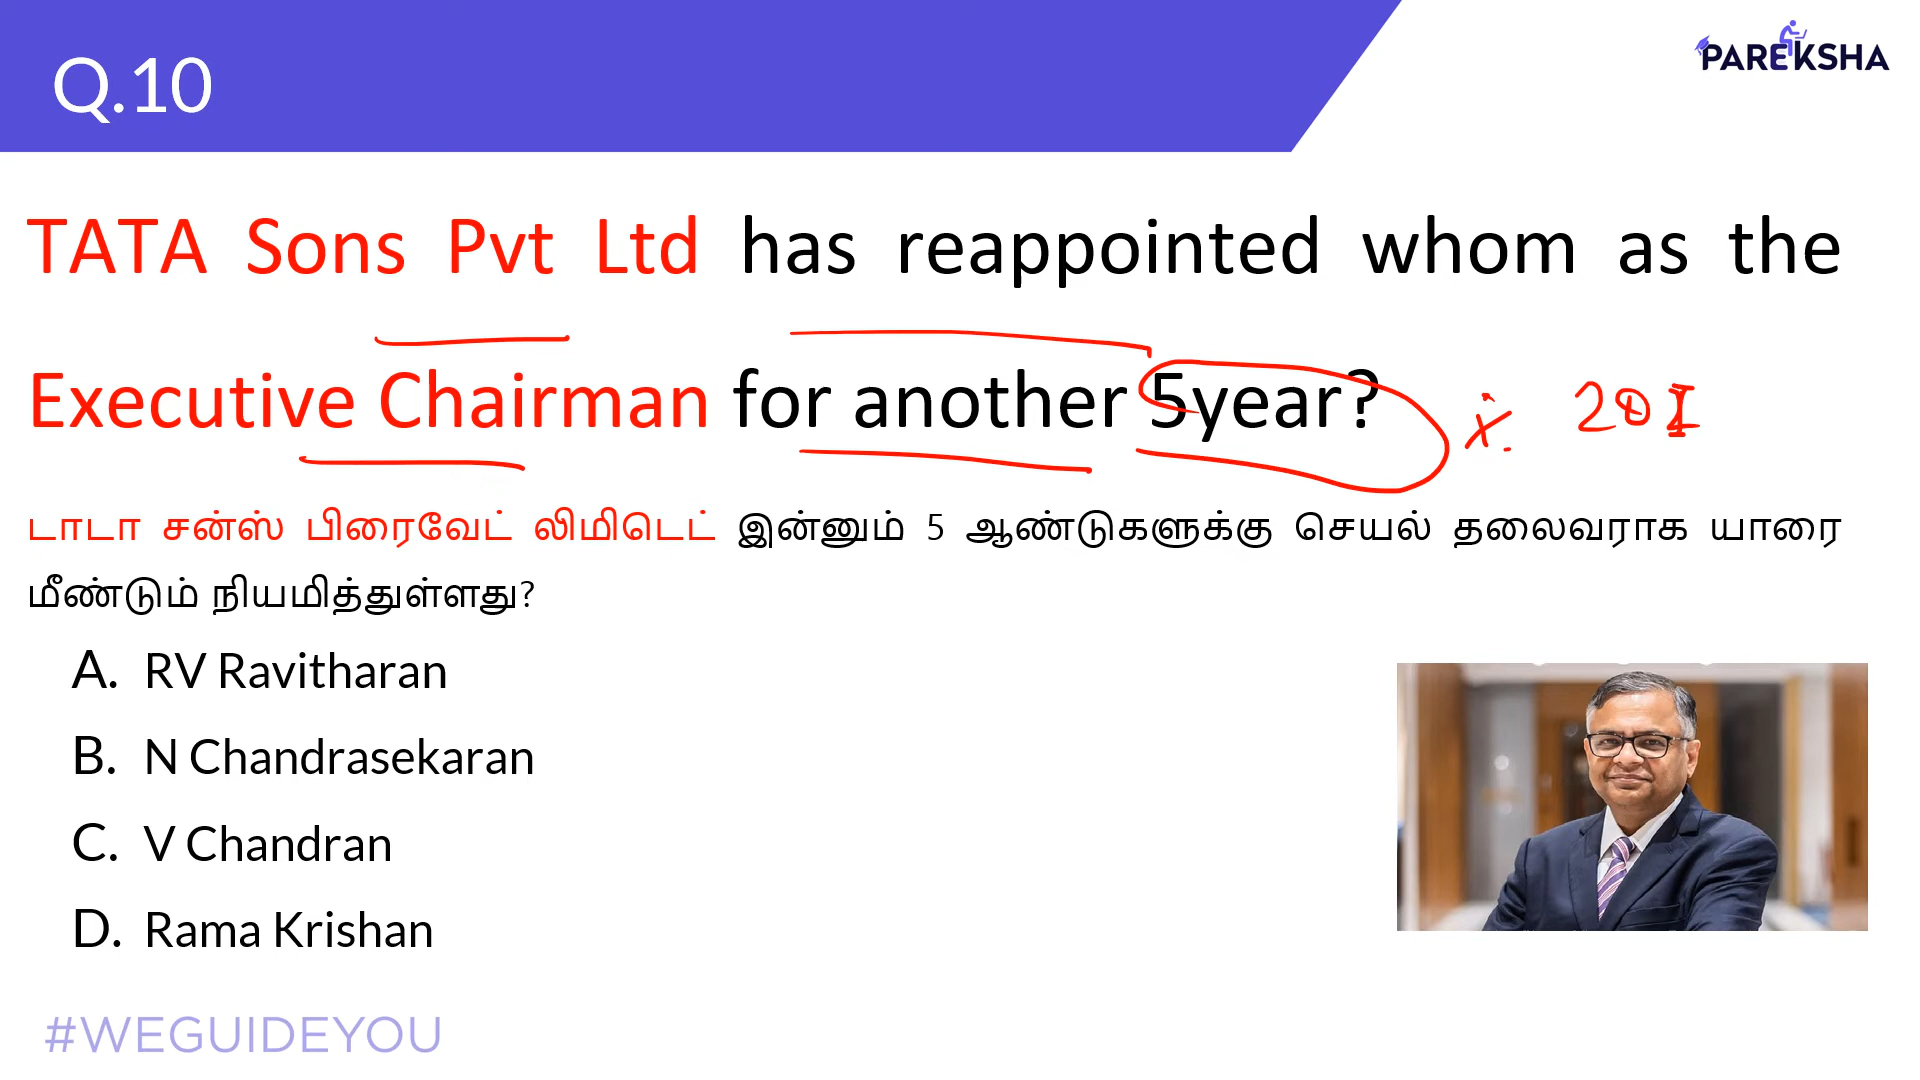 Q.10
PAREKSHA
TATA Sons Pvt Ltd has reappointed whom as the
Executive Chairman for another 5year?
டாடா சன்ஸ் பிரைவேட் லிமிடெட் இன்னும் 5 ஆண்டுகளுக்கு செயல் தலைவராக யாரை
மீண்டும் நியமித்துள்ளது?
A. RV Ravitharan
B. N Chandrasekaran
C. V Chandran
D. Rama Krishan
#WEGUIDEYOU